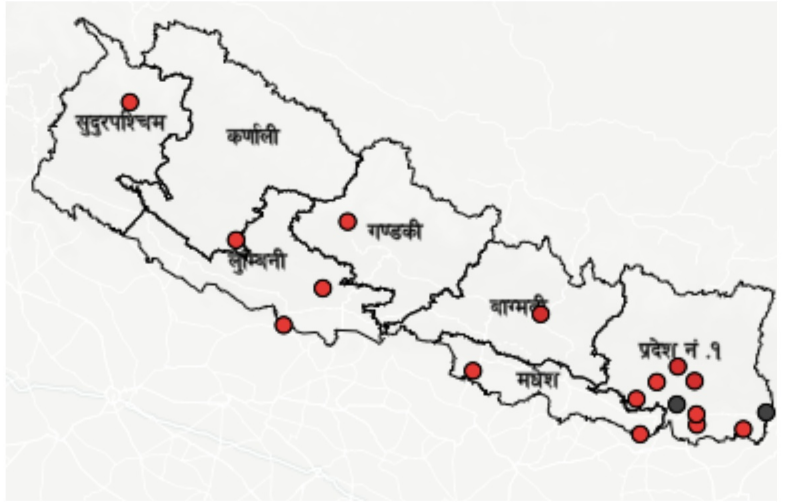 सुदुरपश्चिम
कर्णाली
गण्डकी
लुम्बिनी
बाग्मती
प्रदेश नं .१
मधेश